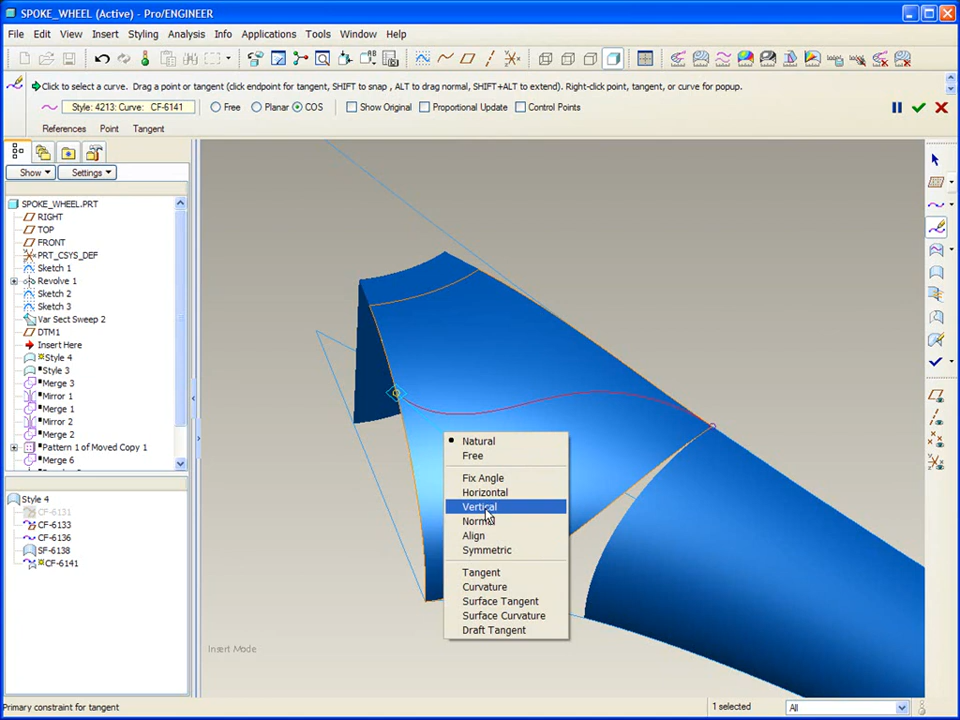 SPOKE_WHEEL (Active) - Pro/ENGINEER
File Edit View Insert Styling Analysis Info Applications Tools Window Help
Click to select a curve. Drag a point or tangent (click endpoint for tangent, SHIFT to snap , ALT to drag normal, SHIFT+ALT to extend). Right-click point, tangent, or curve for popup.
Style: 4213: Curve: CF-6141 Free Planar COS Show Original Proportional Update Control Points
References Point Tangent
Show Settings
SPOKE_WHEEL.PRT
RIGHT
TOP
FRONT
PRT_CSYS_DEF
Sketch 1
Revolve 1
Sketch 2
Sketch 3
Var Sect Sweep 2
DTM1
Insert Here
Style 4
Style 3
Merge 3
Mirror 1
Merge 1
Mirror 2
Merge 2
Pattern 1 of Moved Copy 1
Merge 6
Style 4
CF-6131
CF-6133
CF-6136
SF-6138
CF-6141
Natural
Free
Fix Angle
Horizontal
Vertical
Normal
Align
Symmetric
Tangent
Curvature
Surface Tangent
Surface Curvature
Draft Tangent
Insert Mode
Primary constraint for tangent
1 selected
All